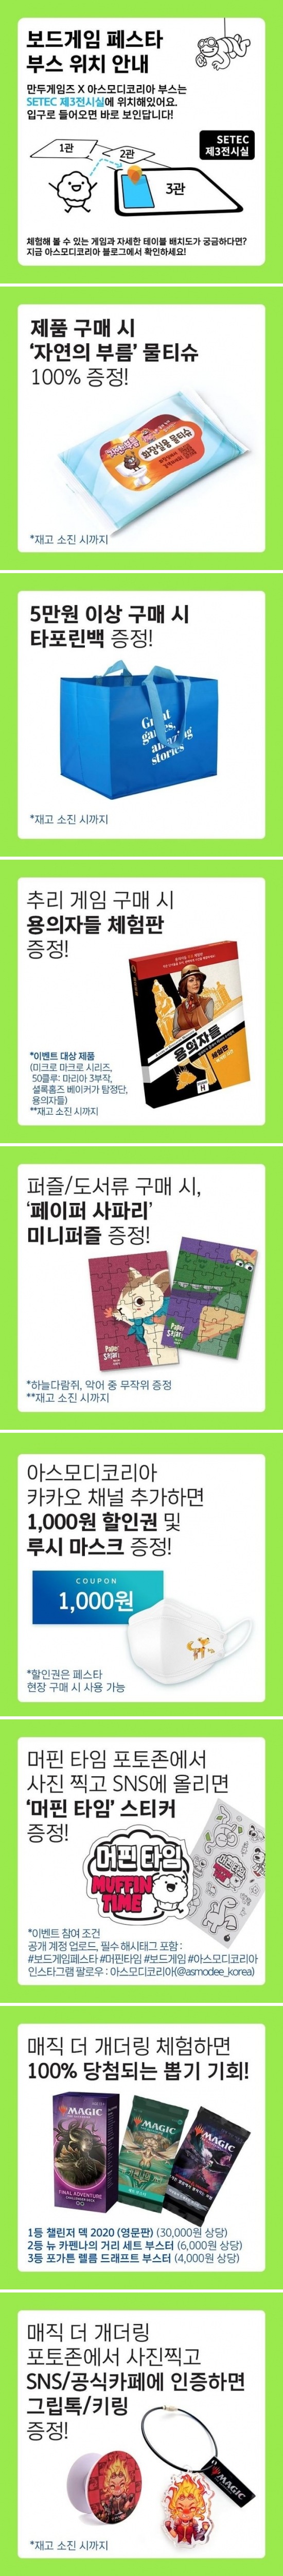 보드게임 페스타
부스 위치 안내
만두게임즈 X 아스모디코리아 부스는
SETEC 제3전시실에 위치해있어요.
입구로 들어오면 바로 보인답니다!
SETEC
제3전시실
1관
2관
3관
체험해 볼 수 있는 게임과 자세한 테이블 배치도가 궁금하다면?
지금 아스모디코리아 블로그에서 확인하세요!
제품 구매 시
‘자연의 부름’ 물티슈
100% 증정!
화장실용 물티슈
*재고 소진 시까지
5만원 이상 구매 시
타포린백 증정!
Great
games,
amazing
stories
*재고 소진 시까지
추리 게임 구매 시
용의자들 체험판
증정!
용의자들
체험판
*이벤트 대상 제품
(미크로 마크로 시리즈,
50클루: 마리아 3부작,
셜록홈즈 베이커가 탐정단,
용의자들)
**재고 소진 시까지
퍼즐/도서류 구매 시,
‘페이퍼 사파리’
미니퍼즐 증정!
Paper
Safari
Paper
Safari
*하늘다람쥐, 악어 중 무작위 증정
**재고 소진 시까지
아스모디코리아
카카오 채널 추가하면
1,000원 할인권 및
루시 마스크 증정!
COUPON
1,000원
*할인권은 페스타
현장 구매 시 사용 가능
머핀 타임 포토존에서
사진 찍고 SNS에 올리면
‘머핀 타임’ 스티커
증정!
머핀타임
MUFFIN
TIME
*이벤트 참여 조건
공개 계정 업로드, 필수 해시태그 포함 :
#보드게임페스타 #머핀타임 #보드게임 #아스모디코리아
인스타그램 팔로우 : 아스모디코리아(@asmodee_korea)
매직 더 개더링 체험하면
100% 당첨되는 뽑기 기회!
MAGIC
MAGIC
MAGIC
FINAL ADVENTURE
CHALLENGER DECK
1등 챌린저 덱 2020 (영문판) (30,000원 상당)
2등 뉴 카펜나의 거리 세트 부스터 (6,000원 상당)
3등 포가튼 렐름 드래프트 부스터 (4,000원 상당)
매직 더 개더링
포토존에서 사진찍고
SNS/공식카페에 인증하면
그립톡/키링
증정!
MAGIC
*재고 소진 시까지